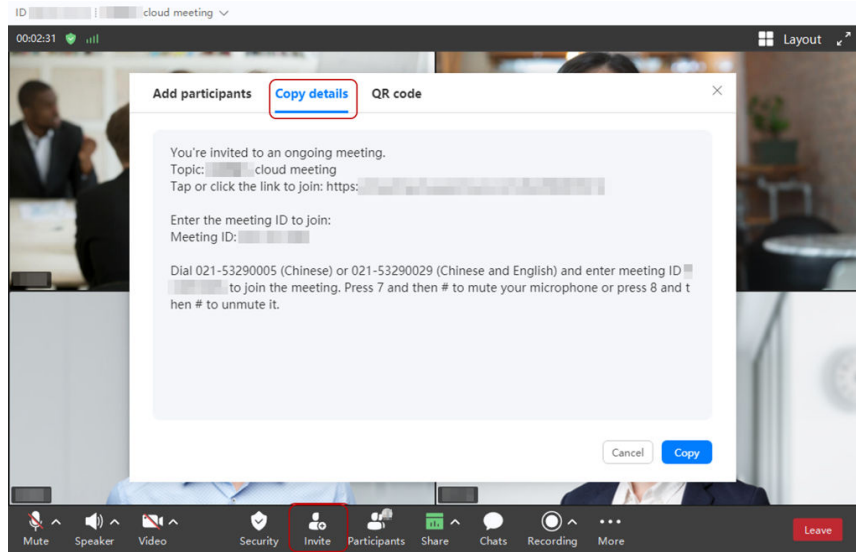 ID | cloud meeting
00:02:31
Layout
Add participants Copy details QR code
You're invited to an ongoing meeting.
Topic: cloud meeting
Tap or click the link to join: https:
Enter the meeting ID to join:
Meeting ID:
Dial 021-53290005 (Chinese) or 021-53290029 (Chinese and English) and enter meeting ID
to join the meeting. Press 7 and then # to mute your microphone or press 8 and t
hen # to unmute it.
Cancel Copy
Mute Speaker Video Security Invite Participants Share Chats Recording More Leave